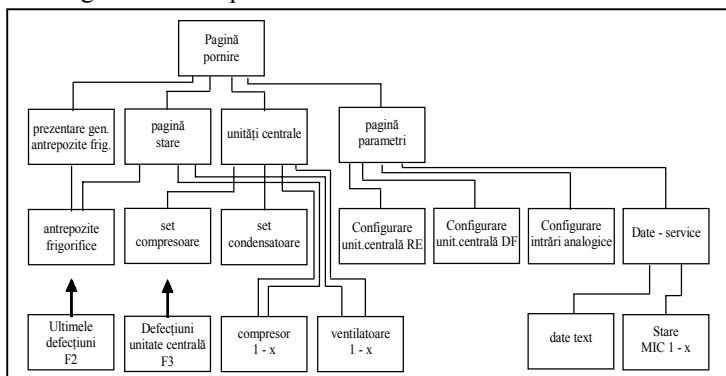 Pagină
pornire
prezentare gen.
antrepozite frig.
pagină
stare
unități centrale
pagină
parametri
antrepozite
frigorifice
set
compresoare
set
condensatoare
Configurare
unit.centrală RE
Configurare
unit.centrală DF
Configurare
intrări analogice
Date - service
Ultimele
defecțiuni
F2
Defecțiuni
unitate centrală
F3
compresor
1 - x
ventilatoare
1 - x
date text
Stare
MIC 1 - x